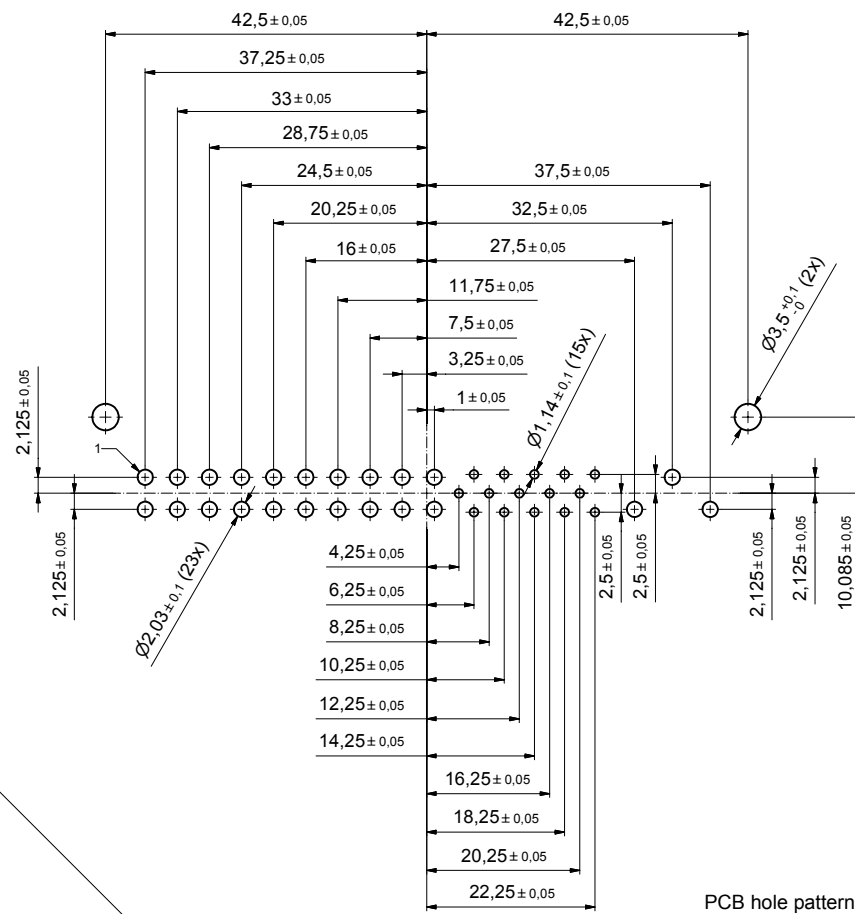 42,5 ± 0,05
42,5 ± 0,05
37,25 ± 0,05
33 ± 0,05
28,75 ± 0,05
24,5 ± 0,05
37,5 ± 0,05
20,25 ± 0,05
32,5 ± 0,05
16 ± 0,05
27,5 ± 0,05
11,75 ± 0,05
7,5 ± 0,05
3,25 ± 0,05
1 ± 0,05
Ø1,14 ± 0,1 (15x)
Ø3,5 +0,1 -0 (2x)
2,125 ± 0,05
1
2,125 ± 0,05
Ø2,03 ± 0,1 (23x)
4,25 ± 0,05
6,25 ± 0,05
8,25 ± 0,05
10,25 ± 0,05
12,25 ± 0,05
14,25 ± 0,05
16,25 ± 0,05
18,25 ± 0,05
20,25 ± 0,05
22,25 ± 0,05
2,5 ± 0,05
2,5 ± 0,05
2,125 ± 0,05
2,125 ± 0,05
10,085 ± 0,05
PCB hole pattern